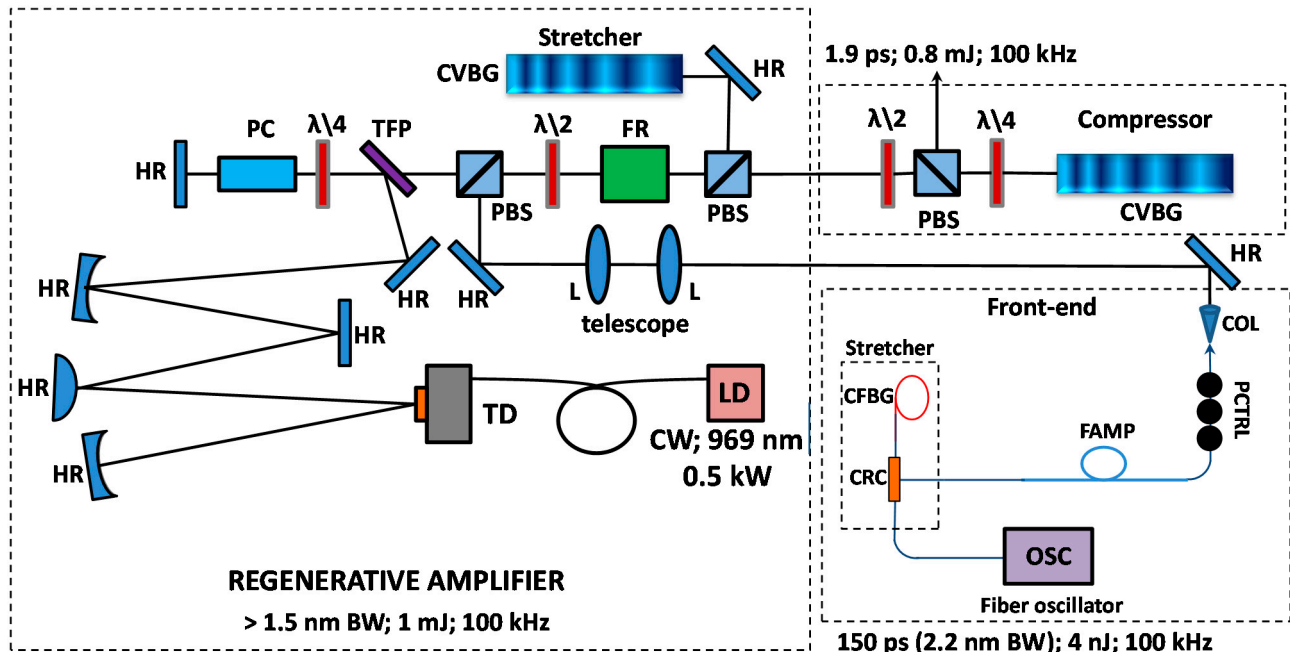 Stretcher
CVBG
HR
1.9 ps; 0.8 mJ; 100 kHz
PC
λ\4
TFP
λ\2
FR
λ\2
λ\4
Compressor
HR
PBS
PBS
PBS
CVBG
HR
HR
HR
HR
L
L
telescope
HR
Front-end
COL
HR
Stretcher
CFBG
PCTRL
FAMP
HR
TD
LD
CW; 969 nm
0.5 kW
CRC
HR
OSC
Fiber oscillator
REGENERATIVE AMPLIFIER
> 1.5 nm BW; 1 mJ; 100 kHz
150 ps (2.2 nm BW); 4 nJ; 100 kHz